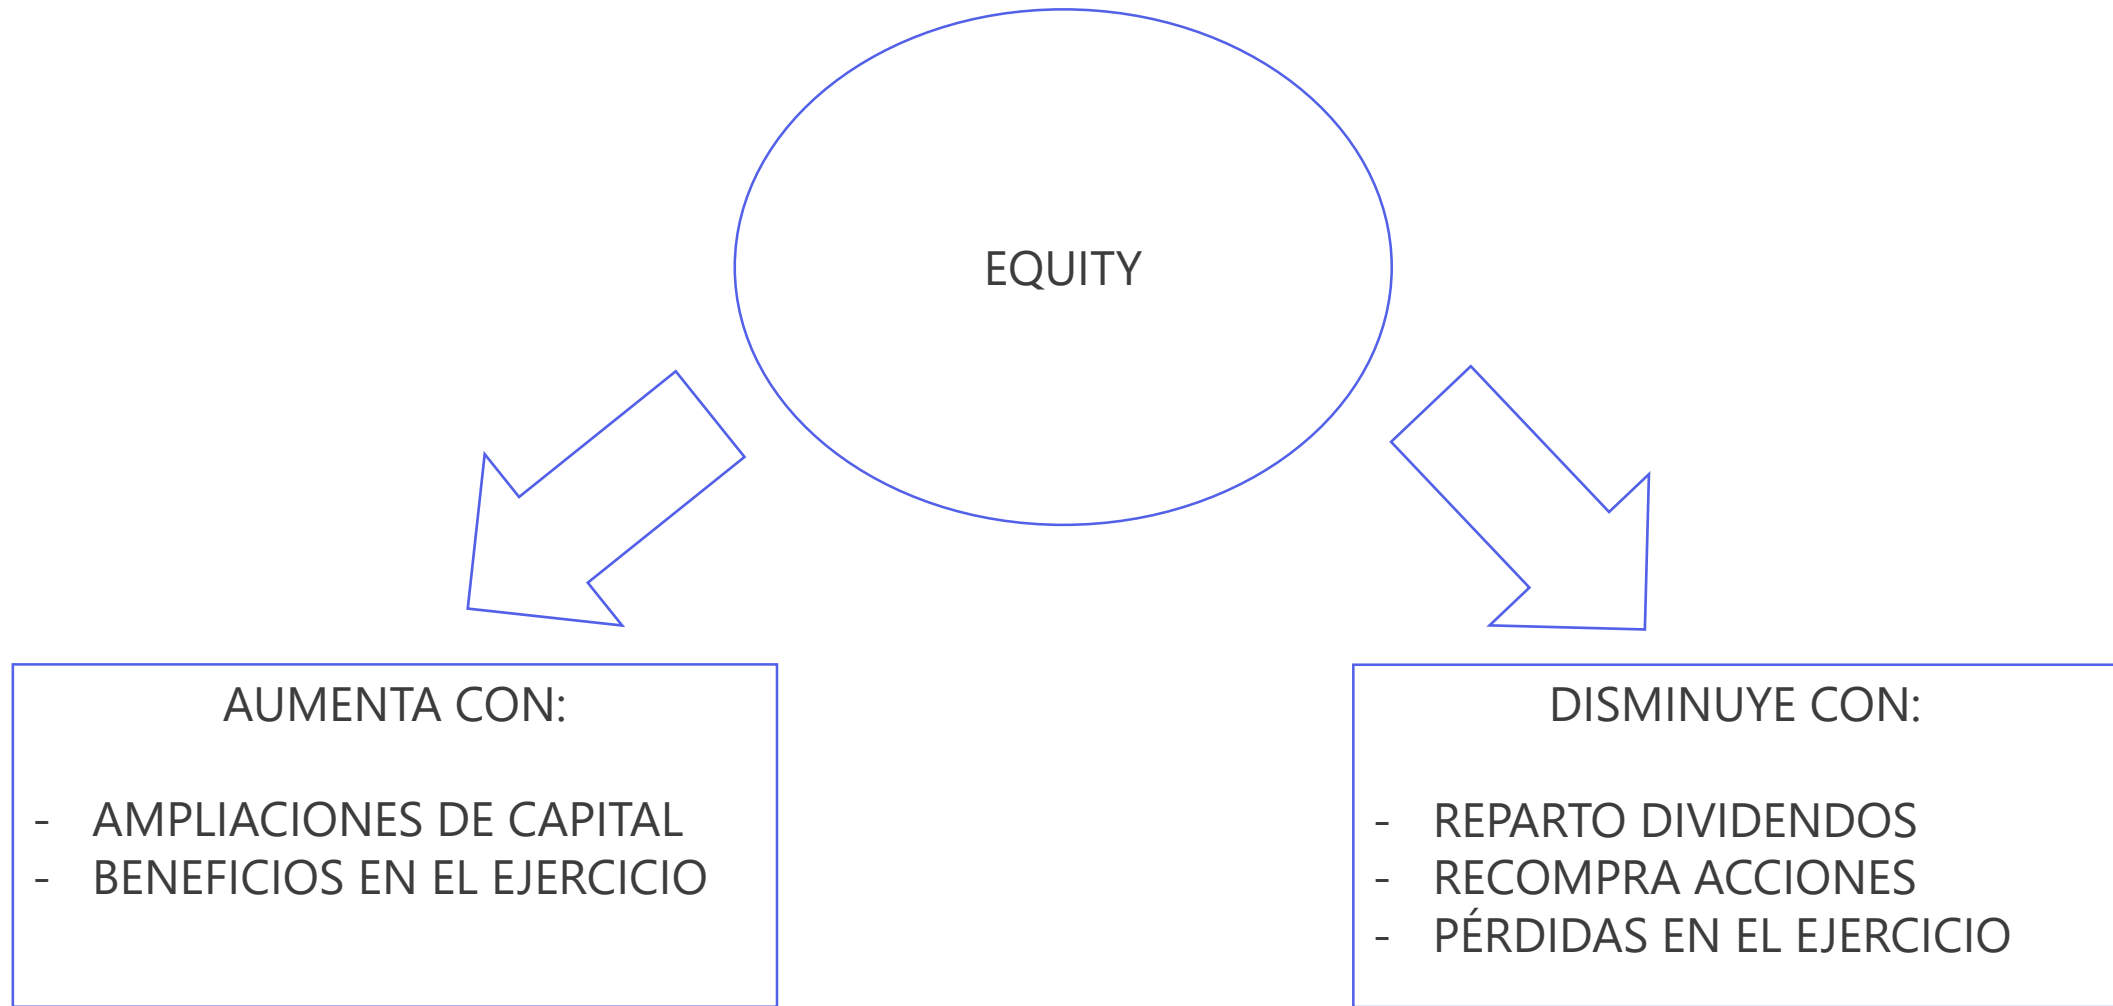 EQUITY
AUMENTA CON:
- AMPLIACIONES DE CAPITAL
- BENEFICIOS EN EL EJERCICIO
DISMINUYE CON:
- REPARTO DIVIDENDOS
- RECOMPRA ACCIONES
- PÉRDIDAS EN EL EJERCICIO